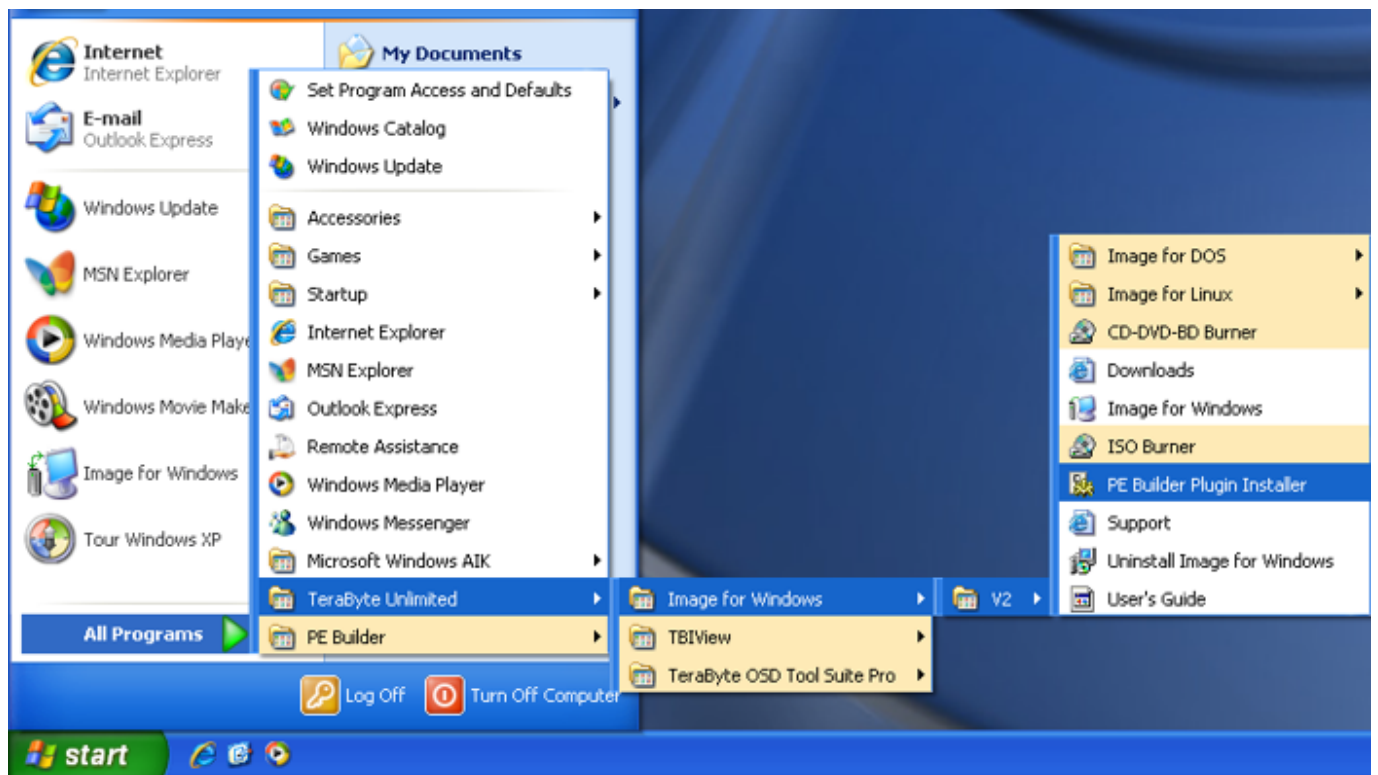 Internet
Internet Explorer
E-mail
Outlook Express
Windows Update
MSN Explorer
Windows Media Playe
Windows Movie Make
Image for Windows
Tour Windows XP
All Programs
My Documents
Set Program Access and Defaults
Windows Catalog
Windows Update
Accessories
Games
Startup
Internet Explorer
MSN Explorer
Outlook Express
Remote Assistance
Windows Media Player
Windows Messenger
Microsoft Windows AIK
TeraByte Unlimited
PE Builder
Image for Windows
TBIView
TeraByte OSD Tool Suite Pro
V2
Image for DOS
Image for Linux
CD-DVD-BD Burner
Downloads
Image for Windows
ISO Burner
PE Builder Plugin Installer
Support
Uninstall Image for Windows
User's Guide
Log Off
Turn Off Computer
start